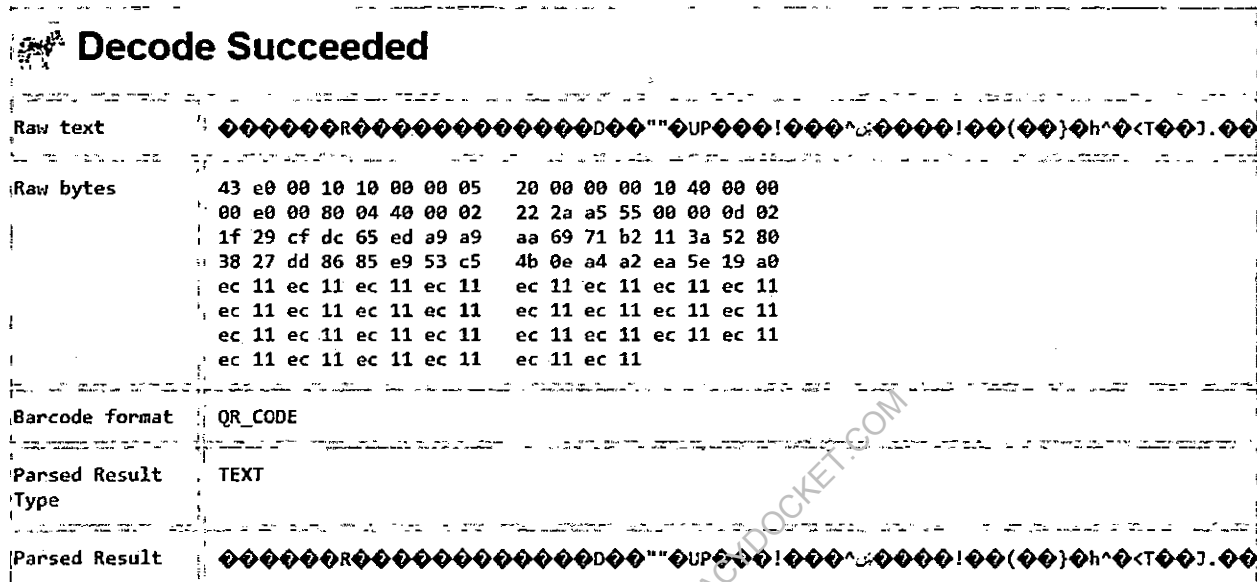 Decode Succeeded
Raw text ������R��������������D��""�UP���!���^ن����!��(��}�h^�<T��J.��
Raw bytes 43 e0 00 10 10 00 00 05 20 00 00 00 10 40 00 00
00 e0 00 80 04 40 00 02 22 2a a5 55 00 00 0d 02
1f 29 cf dc 65 ed a9 a9 aa 69 71 b2 11 3a 52 80
38 27 dd 86 85 e9 53 c5 4b 0e a4 a2 ea 5e 19 a0
ec 11 ec 11 ec 11 ec 11 ec 11 ec 11 ec 11 ec 11
ec 11 ec 11 ec 11 ec 11 ec 11 ec 11 ec 11 ec 11
ec 11 ec 11 ec 11 ec 11 ec 11 ec 11 ec 11 ec 11
ec 11 ec 11 ec 11 ec 11 ec 11 ec 11
Barcode format QR_CODE
Parsed Result TEXT
Type
Parsed Result ������R��������������D��""�UP���!���^ن����!��(��}�h^�<T��J.��
ACYDOCKET.COM